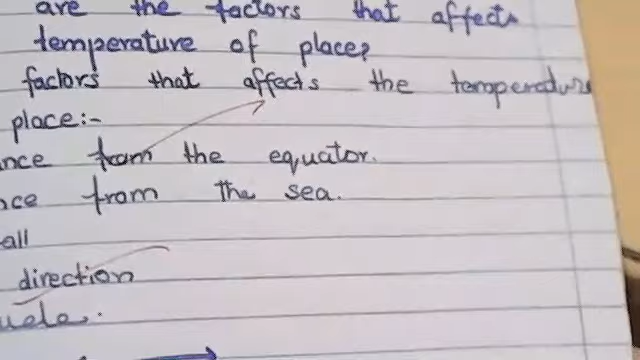 are the factors that affects
temperature of place?
factors that affects the temperature
place:-
nce from the equator.
nce from the sea.
all
direction